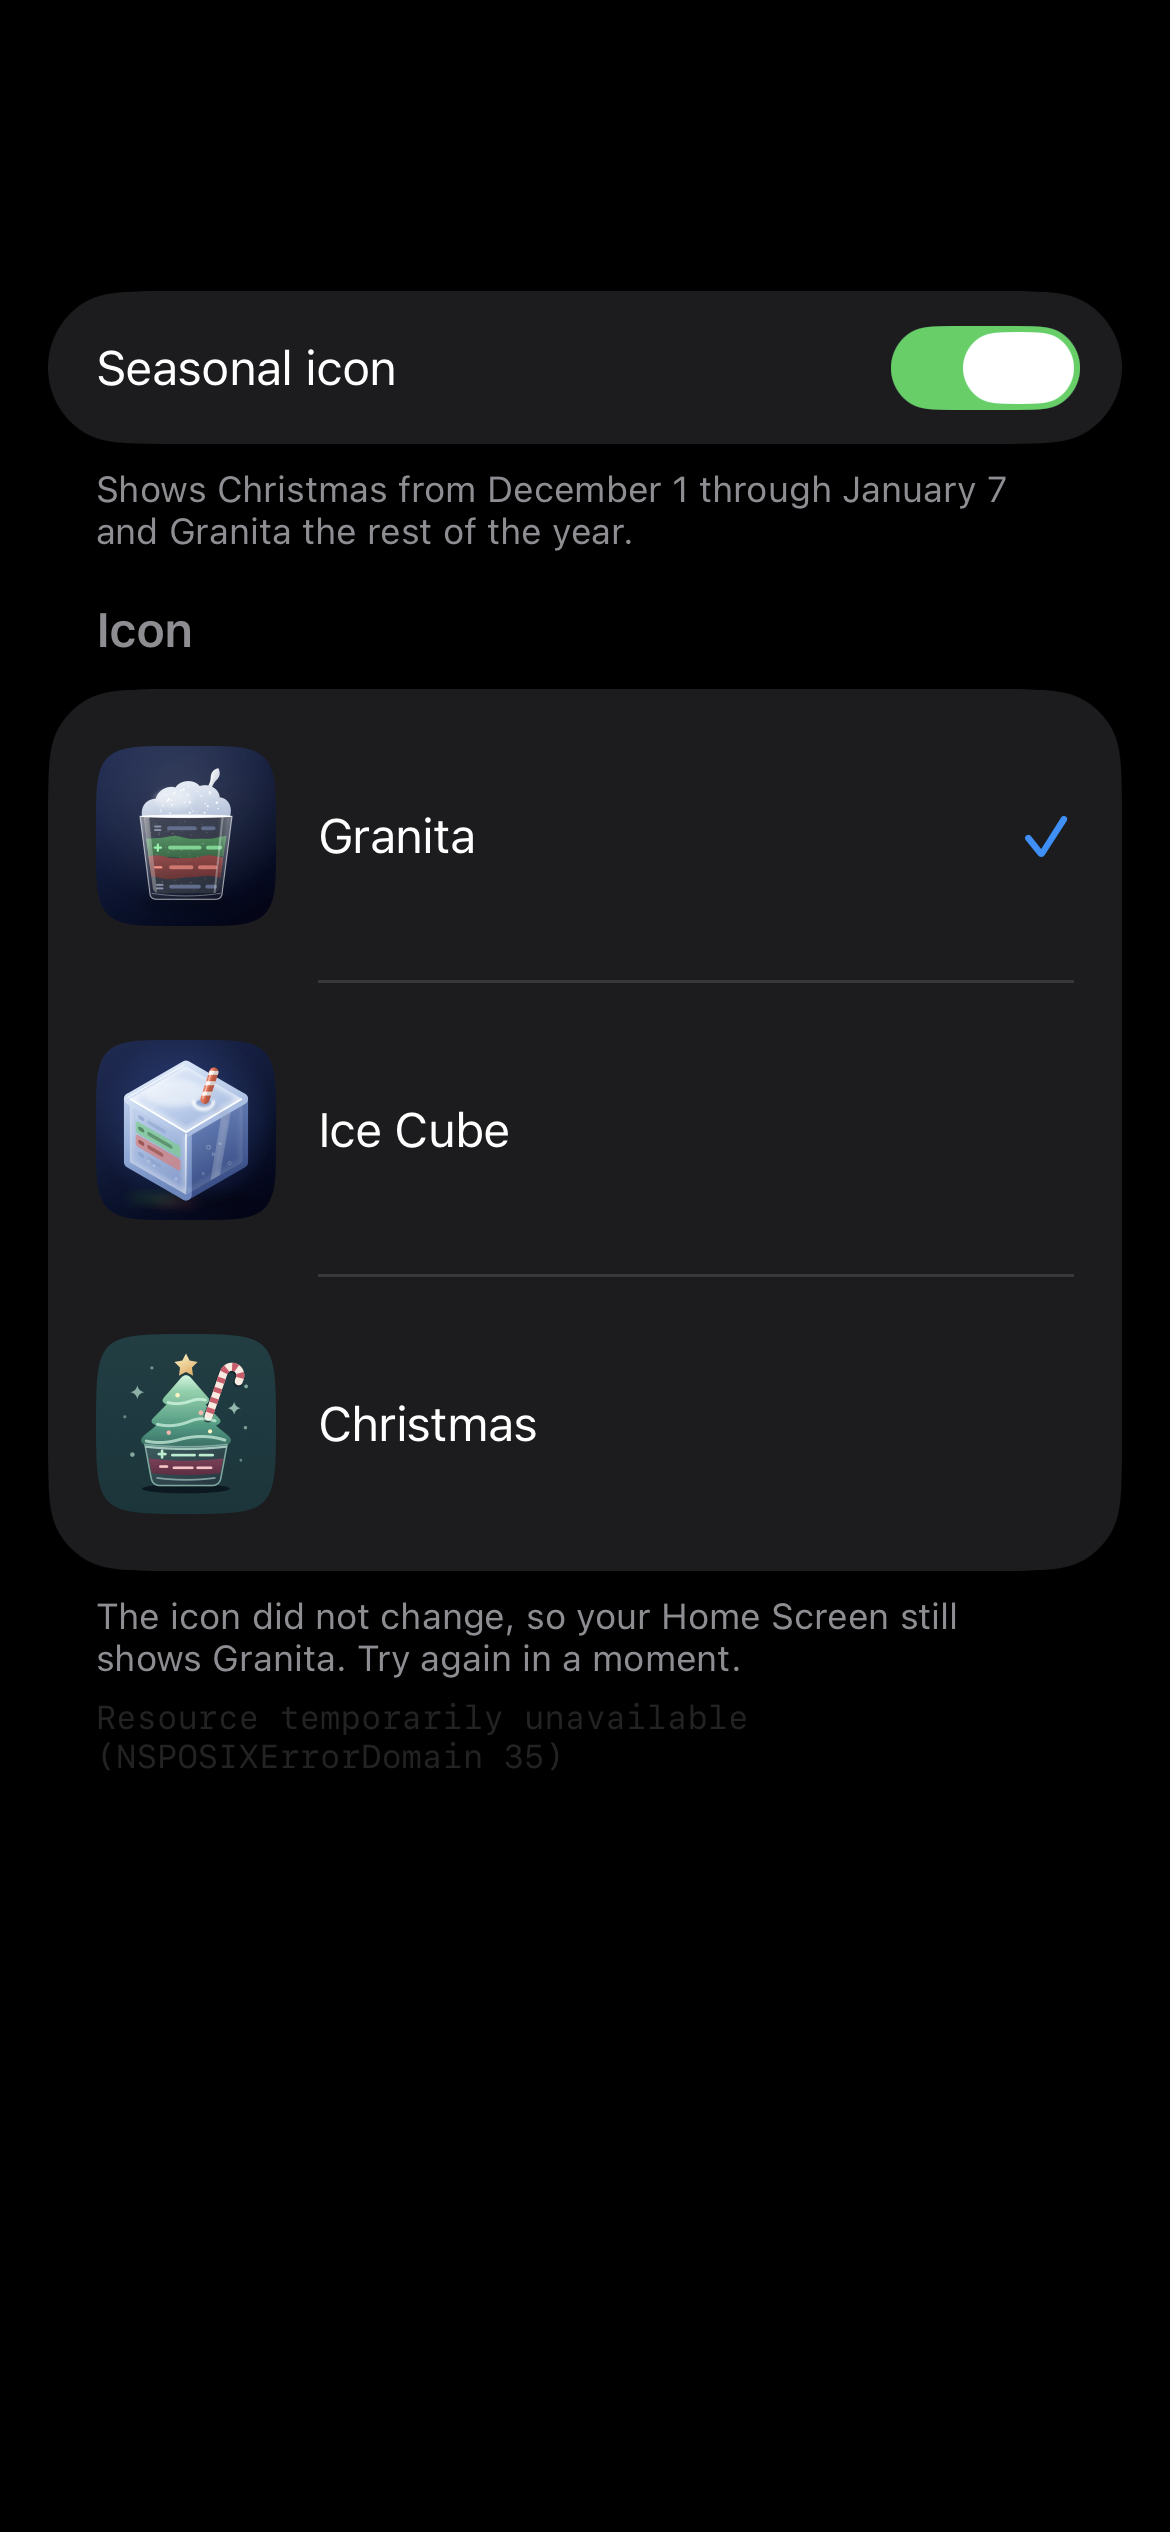 Seasonal icon
Shows Christmas from December 1 through January 7
and Granita the rest of the year.
Icon
Granita
Ice Cube
Christmas
The icon did not change, so your Home Screen still
shows Granita. Try again in a moment.
Resource temporarily unavailable
(NSPOSIXErrorDomain 35)